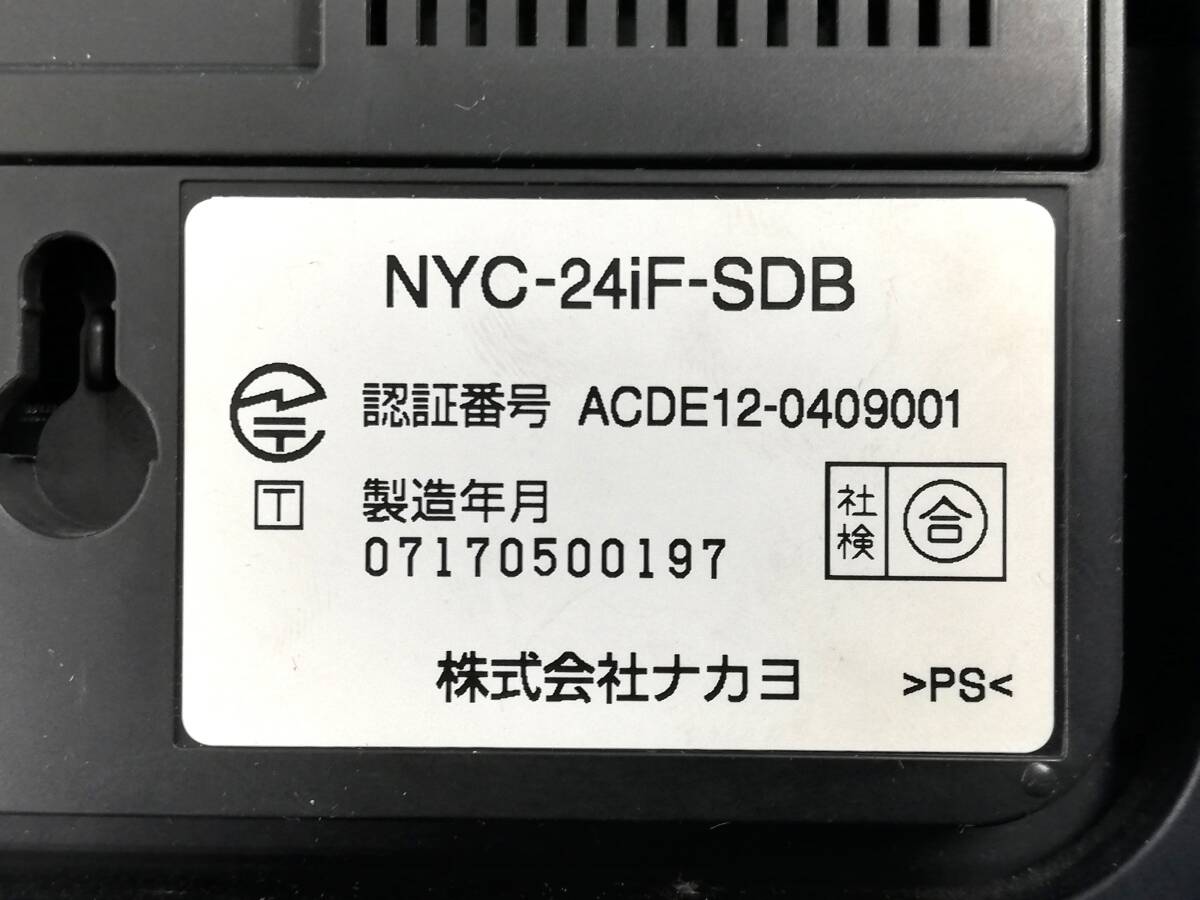 NYC-24iF-SDB
認証番号 ACDE12-0409001
T 製造年月
07170500197
社検 合
株式会社ナカヨ >PS<